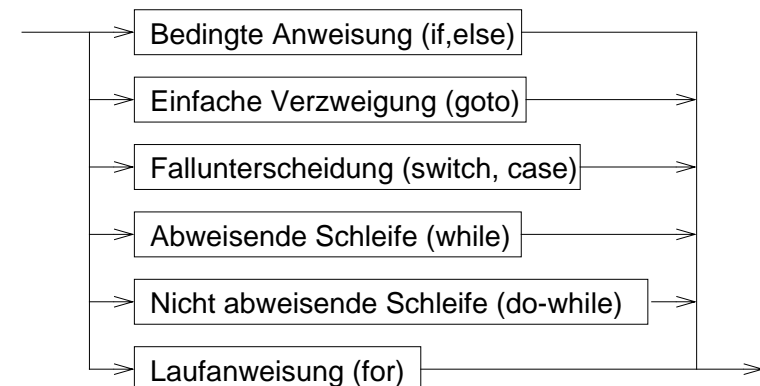 Bedingte Anweisung (if,else)
Einfache Verzweigung (goto)
Fallunterscheidung (switch, case)
Abweisende Schleife (while)
Nicht abweisende Schleife (do-while)
Laufanweisung (for)